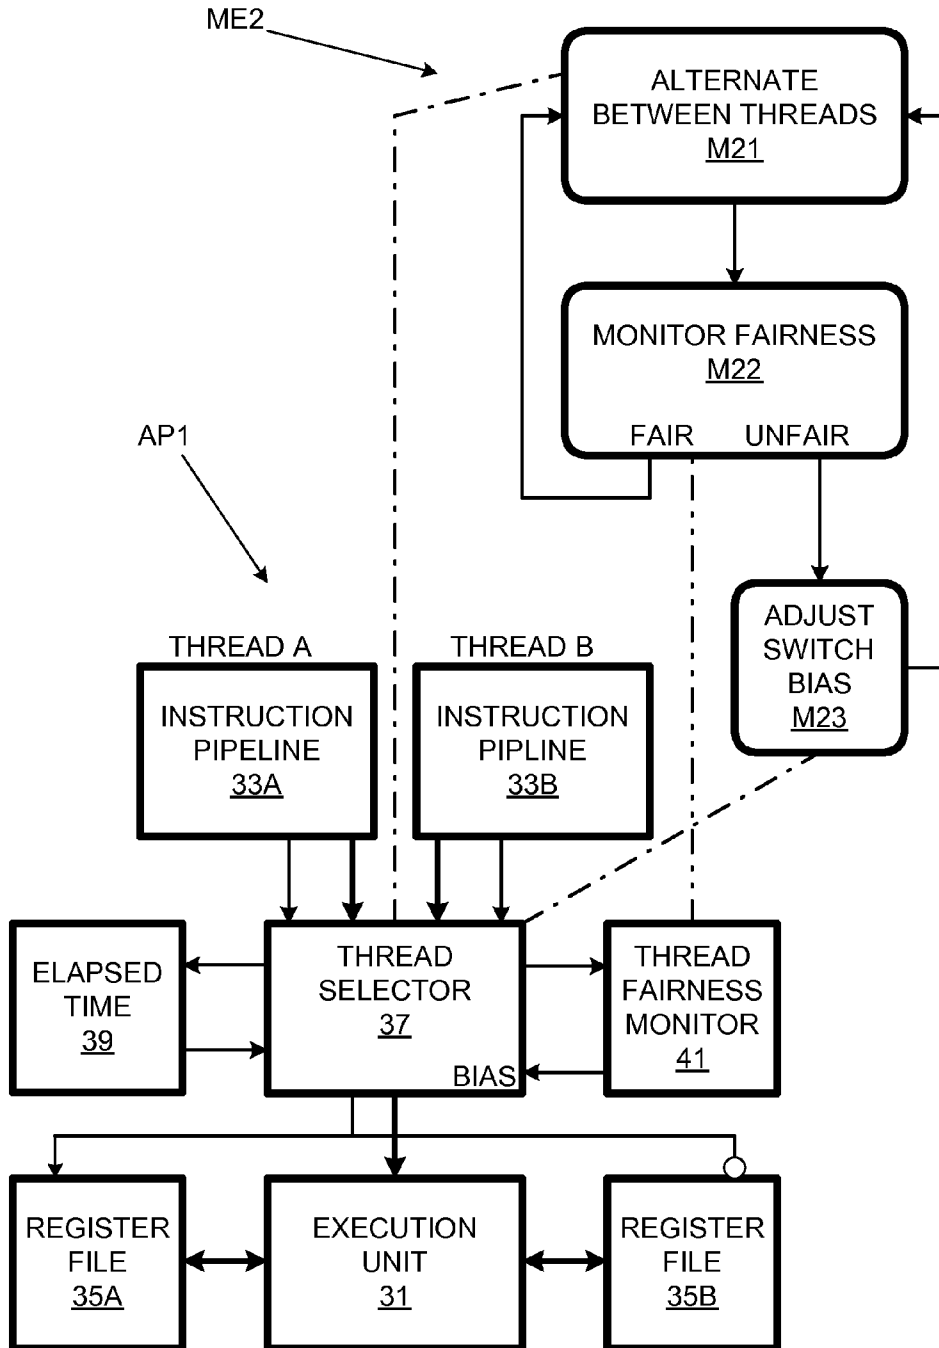 ME2
ALTERNATE
BETWEEN THREADS
M21
MONITOR FAIRNESS
M22
FAIR UNFAIR
AP1
ADJUST
SWITCH
BIAS
M23
THREAD A
INSTRUCTION
PIPELINE
33A
THREAD B
INSTRUCTION
PIPLINE
33B
ELAPSED
TIME
39
THREAD
SELECTOR
37
BIAS
THREAD
FAIRNESS
MONITOR
41
REGISTER
FILE
35A
EXECUTION
UNIT
31
REGISTER
FILE
35B